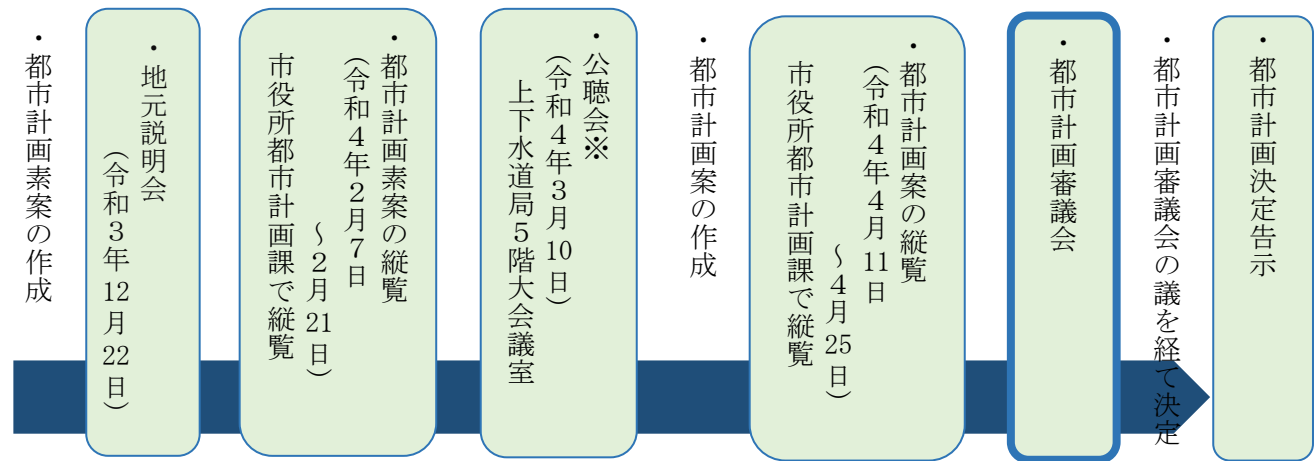 ・都市計画素案の作成
・地元説明会
（令和３年12月22日）
・都市計画素案の縦覧
（令和４年２月７日
～２月21日）
市役所都市計画課で縦覧
・公聴会※
（令和４年３月10日）
上下水道局５階大会議室
・都市計画案の作成
・都市計画案の縦覧
（令和４年４月11日
～４月25日）
市役所都市計画課で縦覧
・都市計画審議会
・都市計画審議会の議を経て決定
・都市計画決定告示